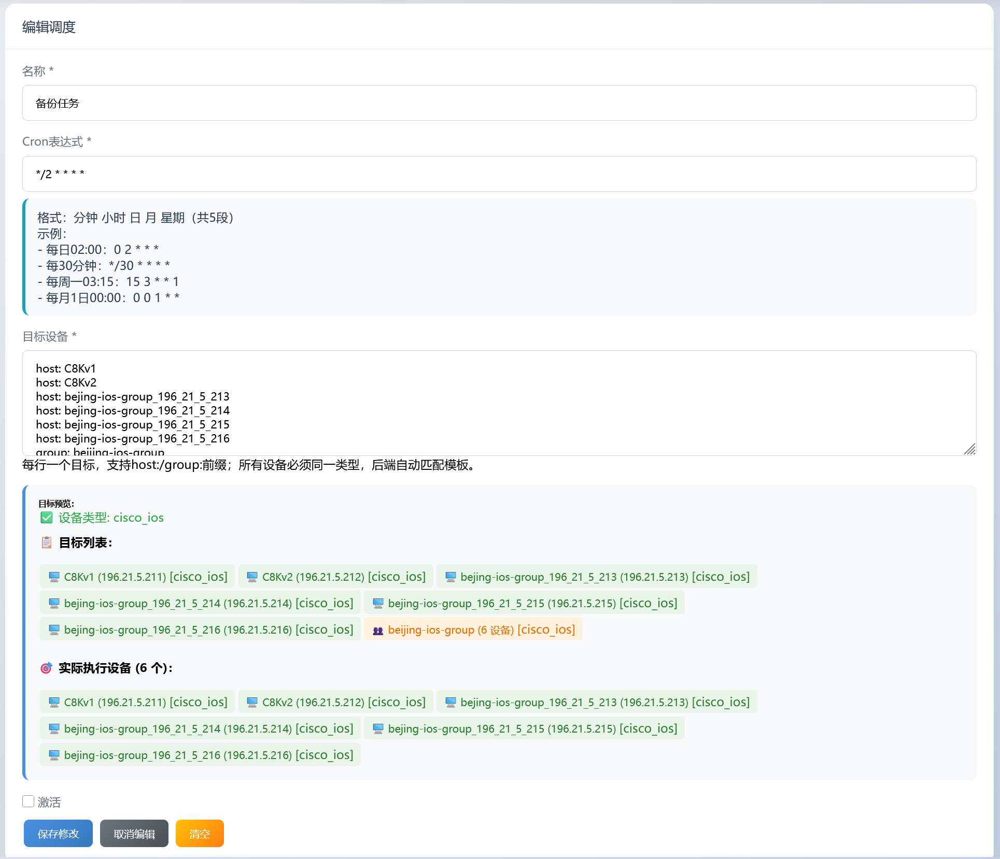 编辑调度
名称 *
备份任务
Cron表达式 *
*/2 * * * *
格式：分钟 小时 日 月 星期（共5段）
示例：
- 每日02:00：0 2 * * *
- 每30分钟：*/30 * * * *
- 每周一03:15：15 3 * * 1
- 每月1日00:00：0 0 1 * *
目标设备 *
host: C8Kv1
host: C8Kv2
host: bejing-ios-group_196_21_5_213
host: bejing-ios-group_196_21_5_214
host: bejing-ios-group_196_21_5_215
host: bejing-ios-group_196_21_5_216
group: beijing-ios-group
每行一个目标，支持host:/group:前缀；所有设备必须同一类型，后端自动匹配模板。
目标预览：
设备类型: cisco_ios
目标列表：
C8Kv1 (196.21.5.211) [cisco_ios] C8Kv2 (196.21.5.212) [cisco_ios] bejing-ios-group_196_21_5_213 (196.21.5.213) [cisco_ios]
bejing-ios-group_196_21_5_214 (196.21.5.214) [cisco_ios] bejing-ios-group_196_21_5_215 (196.21.5.215) [cisco_ios]
bejing-ios-group_196_21_5_216 (196.21.5.216) [cisco_ios] beijing-ios-group (6 设备) [cisco_ios]
实际执行设备 (6 个)：
C8Kv1 (196.21.5.211) [cisco_ios] C8Kv2 (196.21.5.212) [cisco_ios] bejing-ios-group_196_21_5_213 (196.21.5.213) [cisco_ios]
bejing-ios-group_196_21_5_214 (196.21.5.214) [cisco_ios] bejing-ios-group_196_21_5_215 (196.21.5.215) [cisco_ios]
bejing-ios-group_196_21_5_216 (196.21.5.216) [cisco_ios]
激活
保存修改 取消编辑 清空